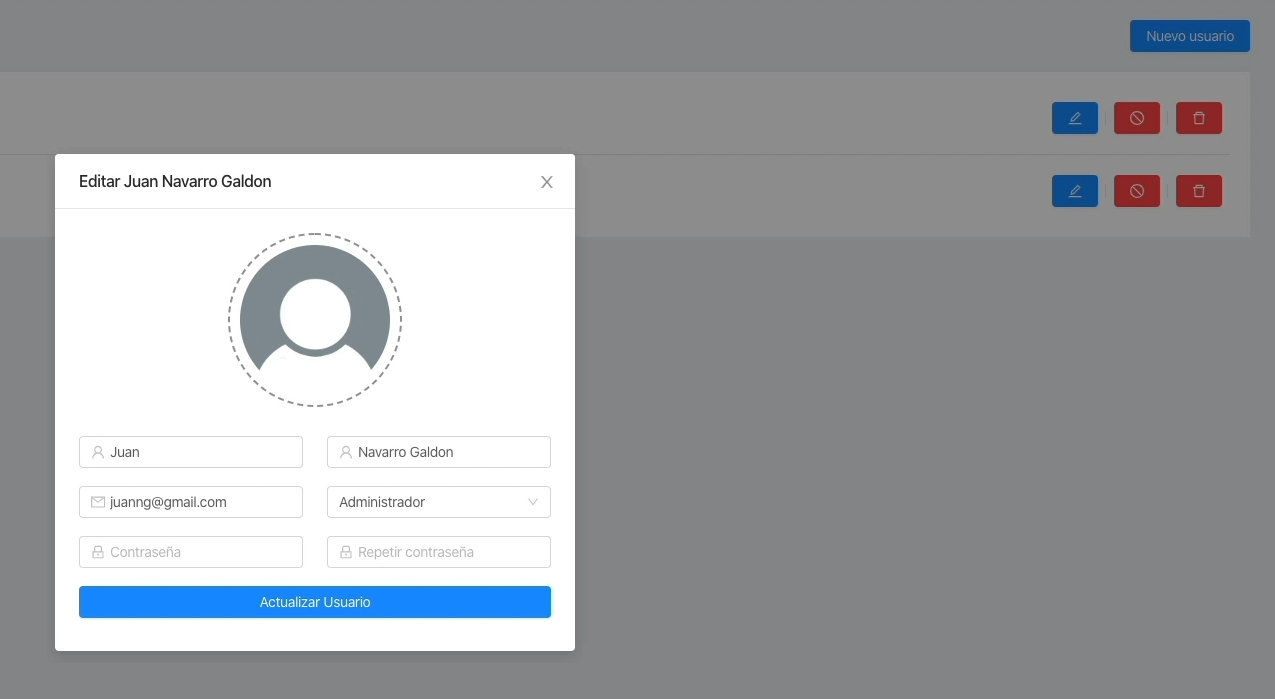 Nuevo usuario
Editar Juan Navarro Galdon
Juan
Navarro Galdon
juanng@gmail.com
Administrador
Contraseña
Repetir contraseña
Actualizar Usuario